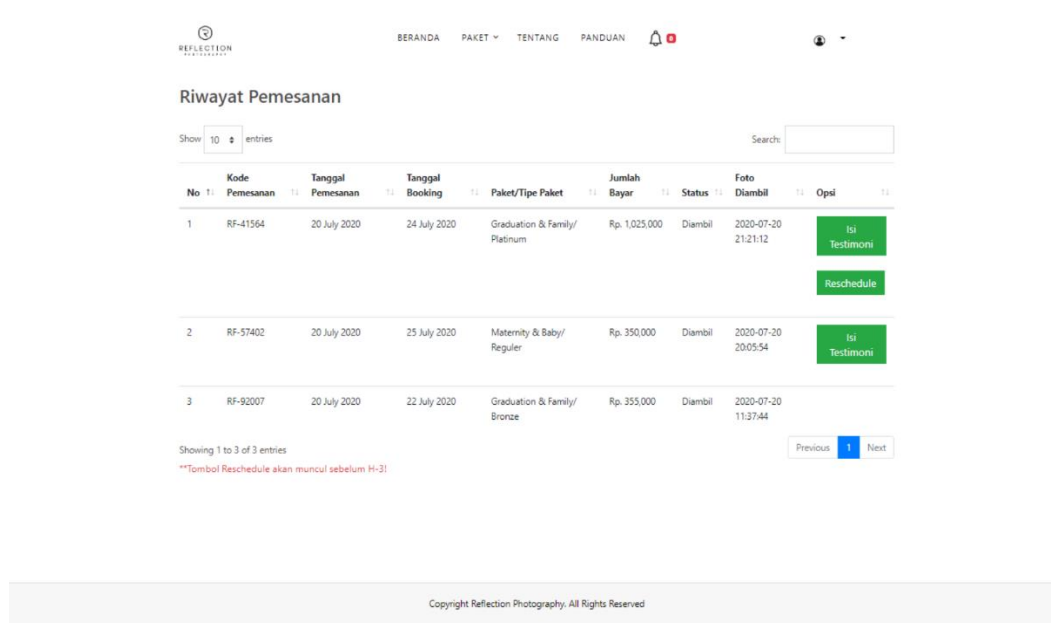 R
REFLECTION
PHOTOGRAPHY
BERANDA PAKET TENTANG PANDUAN 0
Riwayat Pemesanan
Show 10 entries Search:
No Kode Pemesanan Tanggal Pemesanan Tanggal Booking Paket/Tipe Paket Jumlah Bayar Status Foto Diambil Opsi
1 RF-41564 20 July 2020 24 July 2020 Graduation & Family/ Rp. 1,025,000 Diambil 2020-07-20 Isi
Platinum 21:21:12 Testimoni
Reschedule
2 RF-57402 20 July 2020 25 July 2020 Maternity & Baby/ Rp. 350,000 Diambil 2020-07-20 Isi
Reguler 20:05:54 Testimoni
3 RF-92007 20 July 2020 22 July 2020 Graduation & Family/ Rp. 355,000 Diambil 2020-07-20
Bronze 11:37:44
Showing 1 to 3 of 3 entries Previous 1 Next
**Tombol Reschedule akan muncul sebelum H-3!
Copyright Reflection Photography. All Rights Reserved